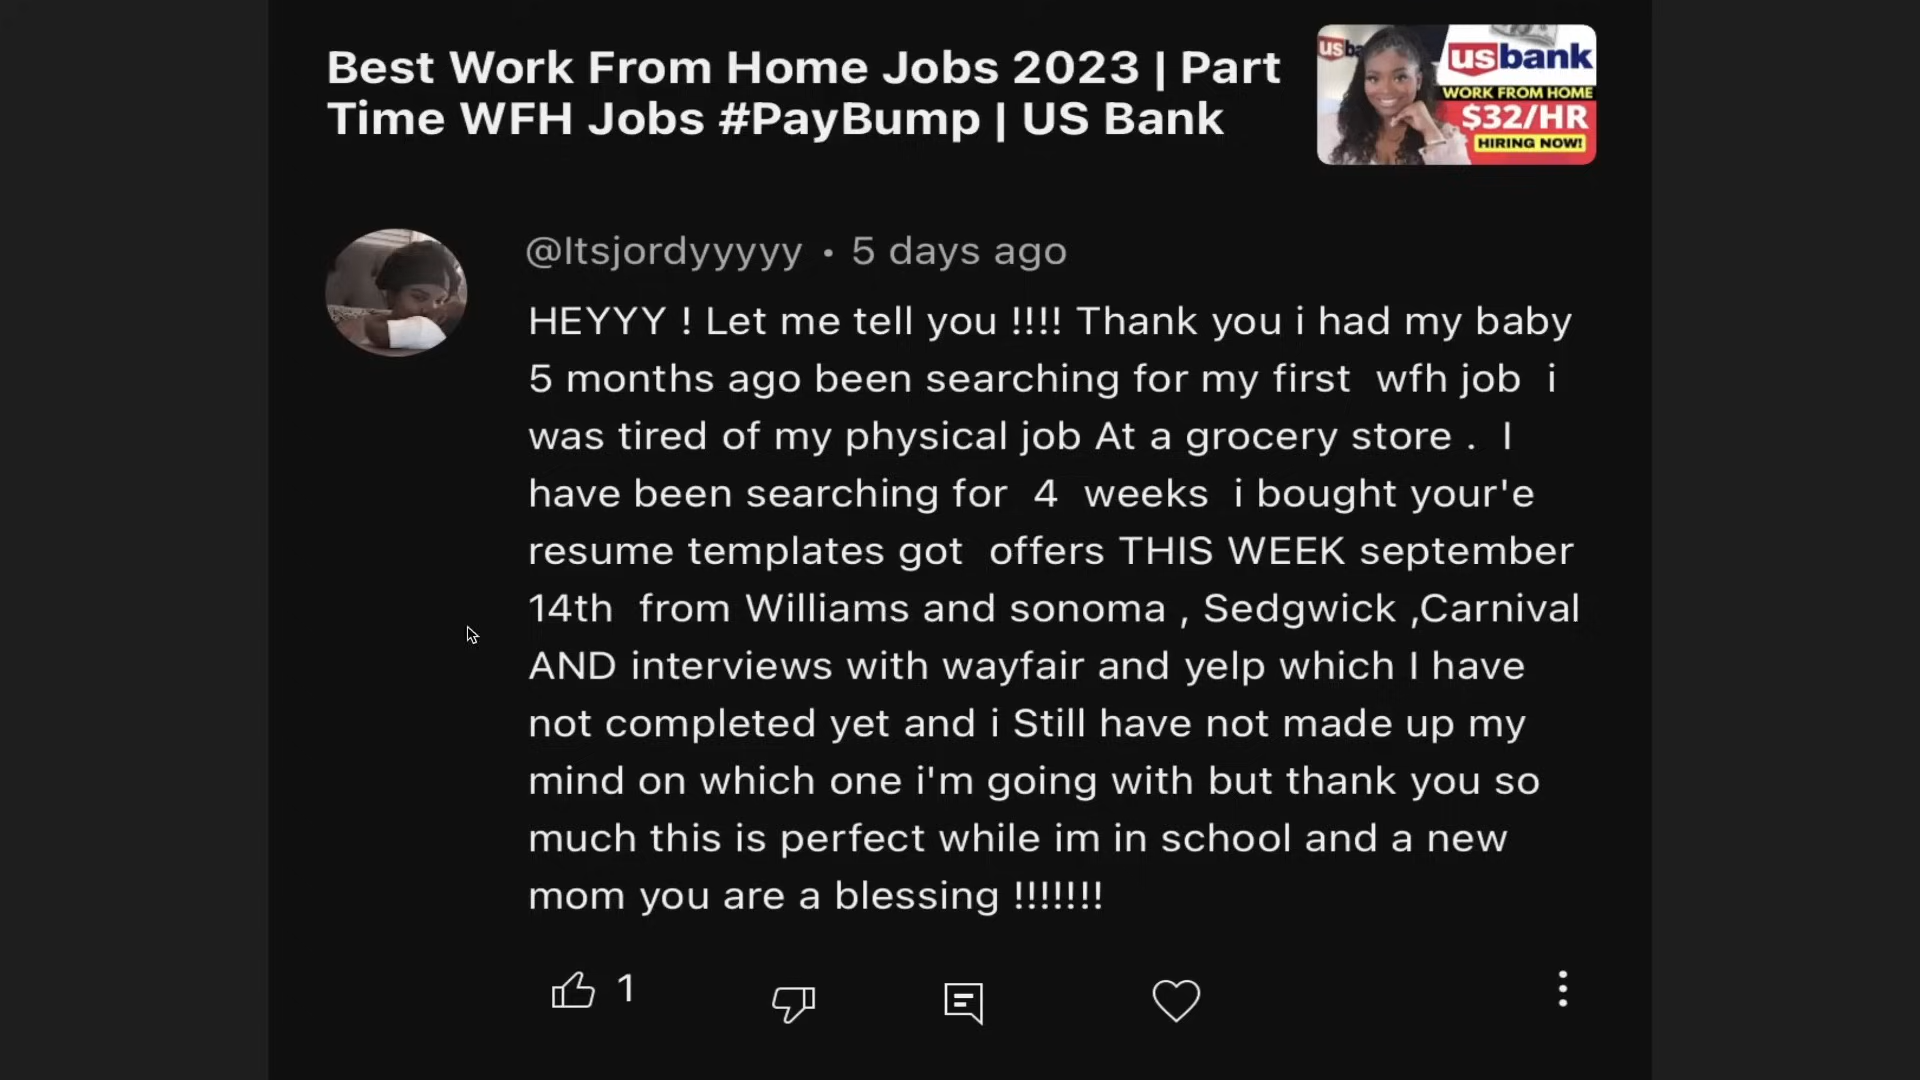 Best Work From Home Jobs 2023 | Part
Time WFH Jobs #PayBump | US Bank
usba
usbank
WORK FROM HOME
$32/HR
HIRING NOW!
@Itsjordyyyyy • 5 days ago
HEYYY ! Let me tell you !!!! Thank you i had my baby
5 months ago been searching for my first  wfh job  i
was tired of my physical job At a grocery store .  I
have been searching for  4  weeks  i bought your'e
resume templates got  offers THIS WEEK september
14th  from Williams and sonoma , Sedgwick ,Carnival
AND interviews with wayfair and yelp which I have
not completed yet and i Still have not made up my
mind on which one i'm going with but thank you so
much this is perfect while im in school and a new
mom you are a blessing !!!!!!!
1